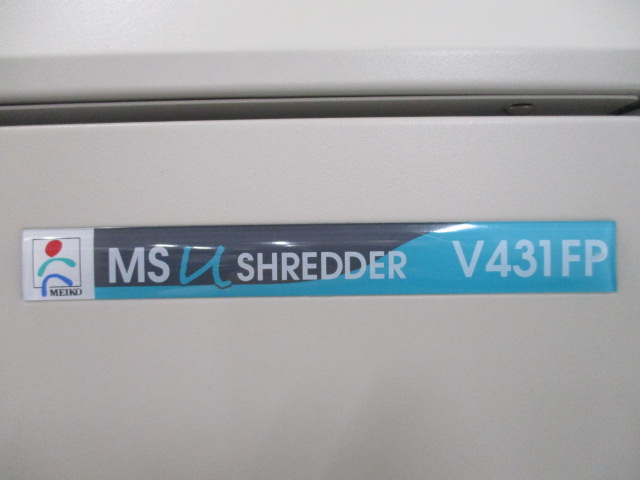 MEIKO
MS u SHREDDER V431FP